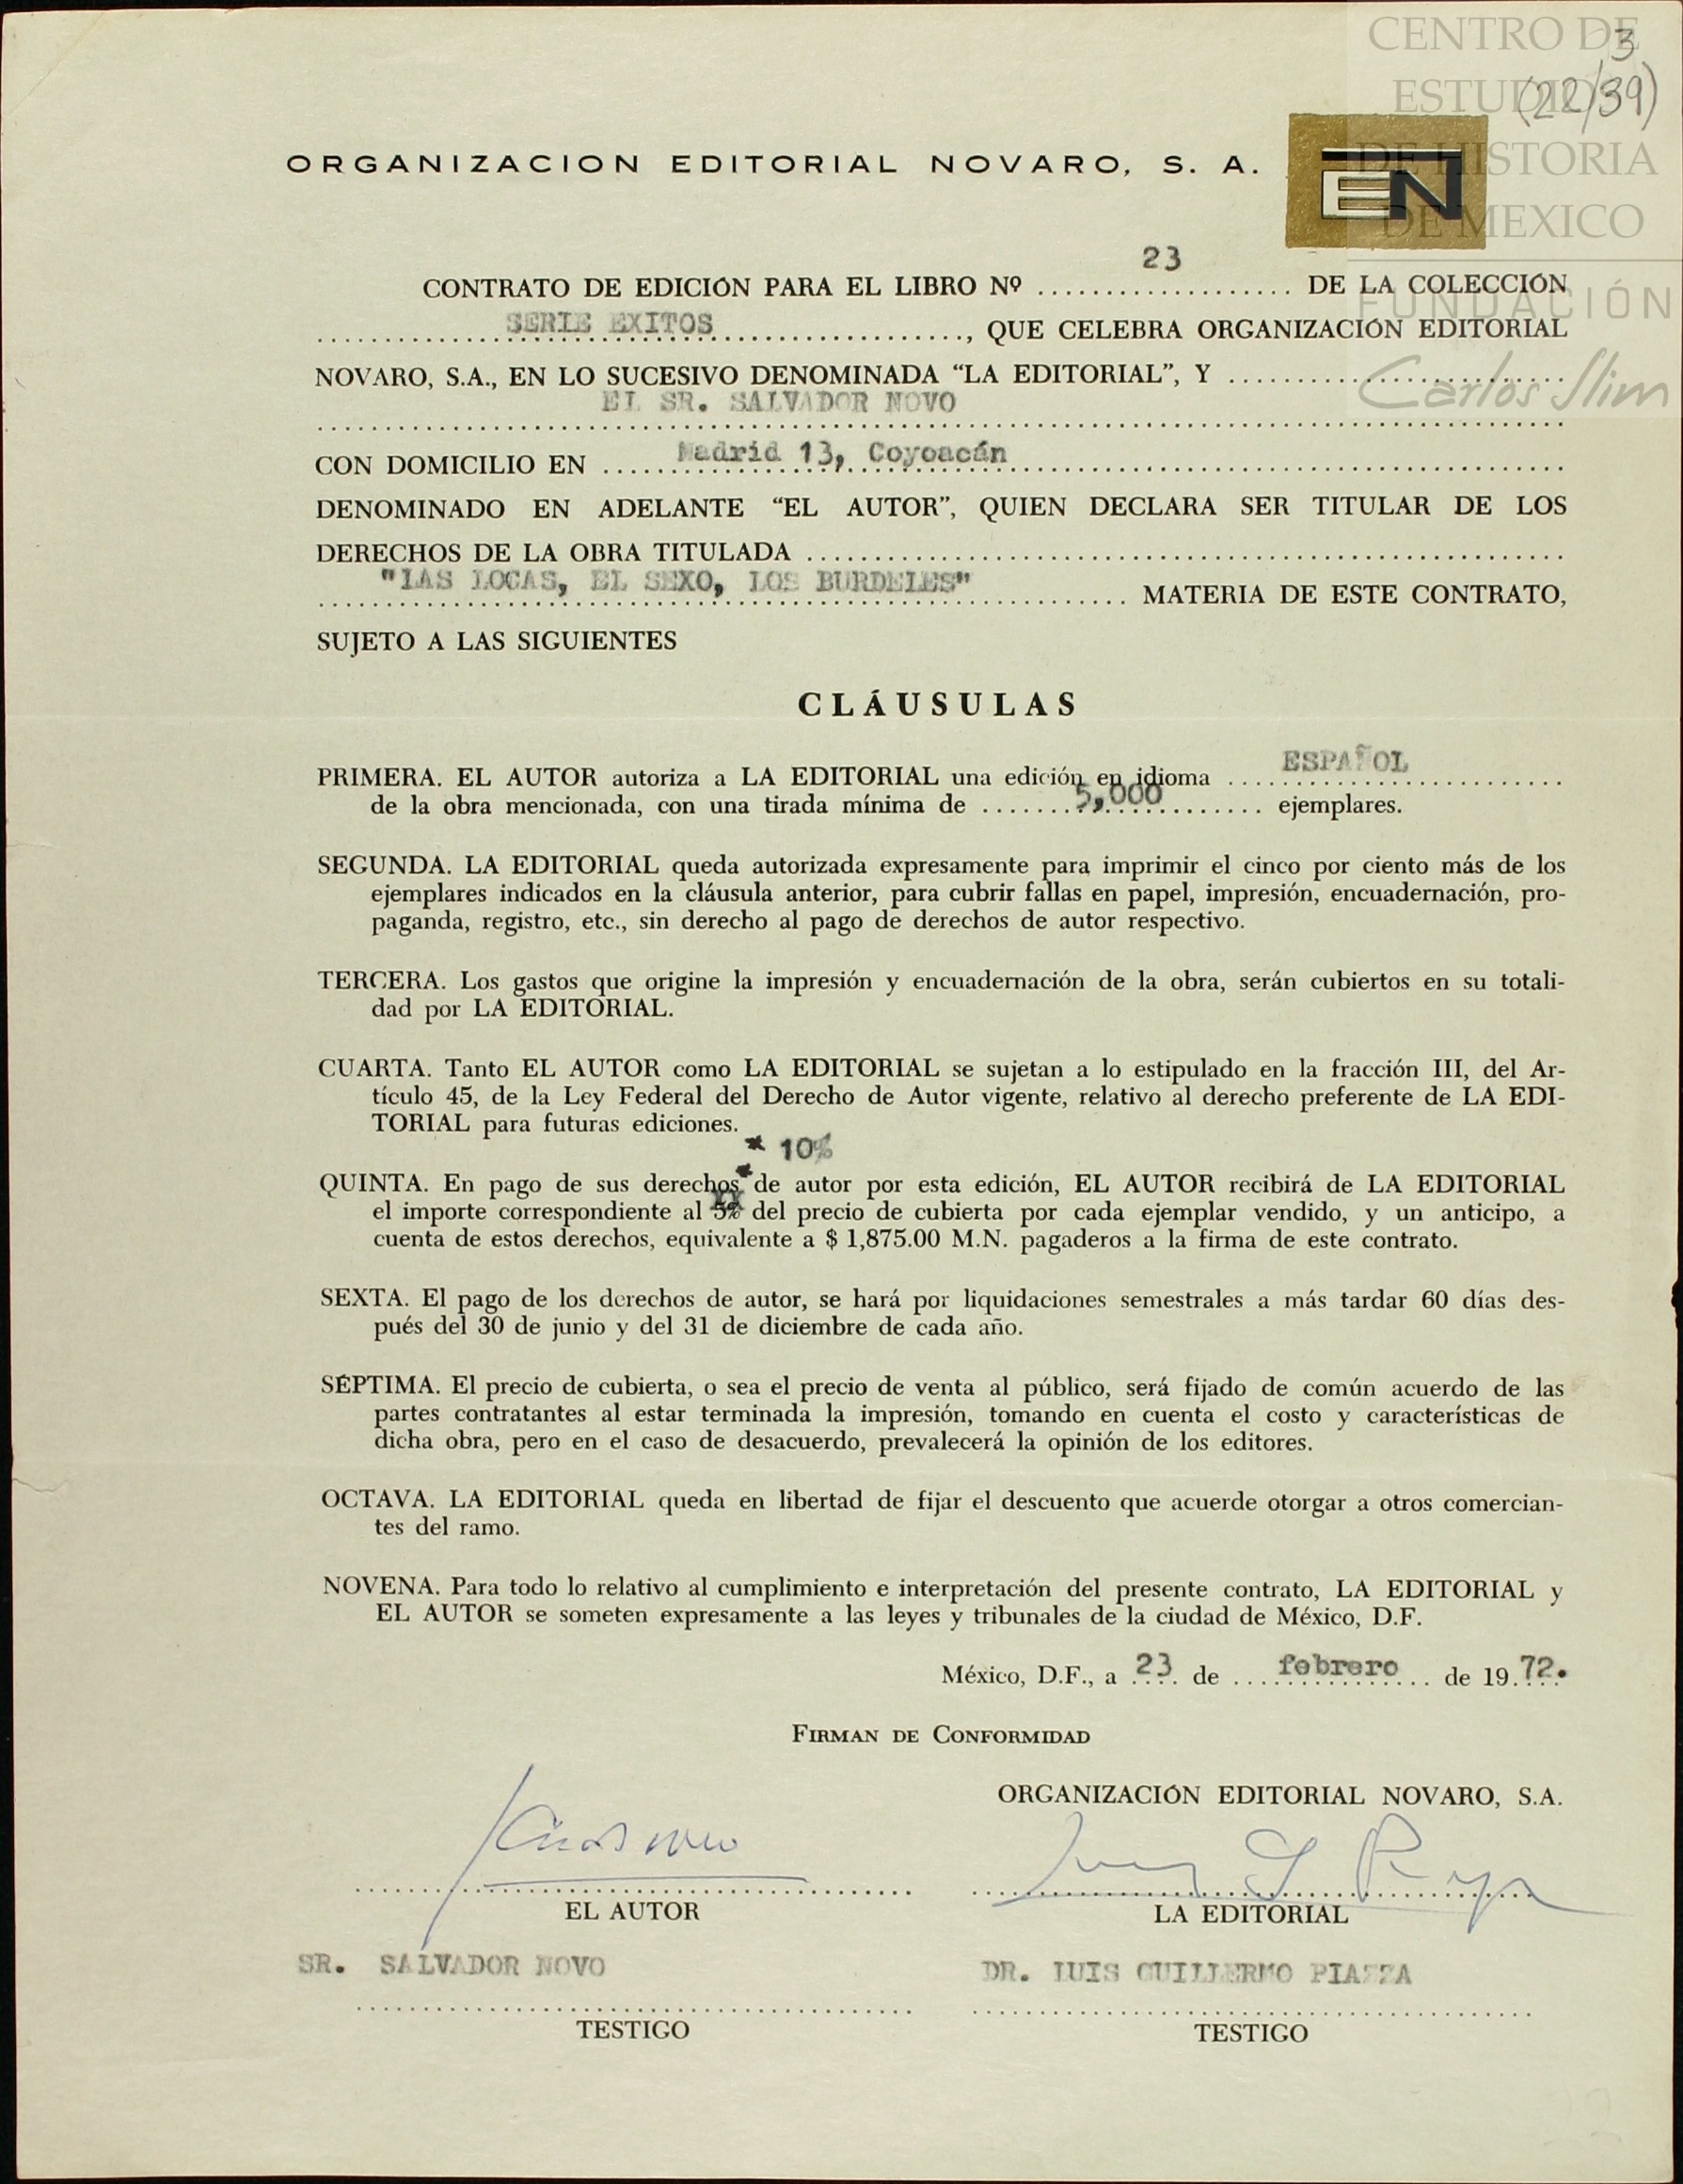 CENTRO DE
ESTUDIOS
DE HISTORIA
DE MEXICO
FUNDACIÓN
Carlos Slim
3
(22/39)
ORGANIZACION EDITORIAL NOVARO, S. A.
EN
CONTRATO DE EDICIÓN PARA EL LIBRO Nº 23 DE LA COLECCIÓN
SERIE EXITOS, QUE CELEBRA ORGANIZACIÓN EDITORIAL
NOVARO, S.A., EN LO SUCESIVO DENOMINADA “LA EDITORIAL”, Y
EL SR. SALVADOR NOVO
CON DOMICILIO EN Madrid 13, Coyoacán
DENOMINADO EN ADELANTE “EL AUTOR”, QUIEN DECLARA SER TITULAR DE LOS
DERECHOS DE LA OBRA TITULADA
"LAS LOCAS, EL SEXO, LOS BURDELES" MATERIA DE ESTE CONTRATO,
SUJETO A LAS SIGUIENTES
CLÁUSULAS
PRIMERA. EL AUTOR autoriza a LA EDITORIAL una edición en idioma ESPAÑOL
de la obra mencionada, con una tirada mínima de 5,000 ejemplares.
SEGUNDA. LA EDITORIAL queda autorizada expresamente para imprimir el cinco por ciento más de los
ejemplares indicados en la cláusula anterior, para cubrir fallas en papel, impresión, encuadernación, pro-
paganda, registro, etc., sin derecho al pago de derechos de autor respectivo.
TERCERA. Los gastos que origine la impresión y encuadernación de la obra, serán cubiertos en su totali-
dad por LA EDITORIAL.
CUARTA. Tanto EL AUTOR como LA EDITORIAL se sujetan a lo estipulado en la fracción III, del Ar-
tículo 45, de la Ley Federal del Derecho de Autor vigente, relativo al derecho preferente de LA EDI-
TORIAL para futuras ediciones.
* 10%
QUINTA. En pago de sus derechos* de autor por esta edición, EL AUTOR recibirá de LA EDITORIAL
el importe correspondiente al 5% del precio de cubierta por cada ejemplar vendido, y un anticipo, a
cuenta de estos derechos, equivalente a $ 1,875.00 M.N. pagaderos a la firma de este contrato.
SEXTA. El pago de los derechos de autor, se hará por liquidaciones semestrales a más tardar 60 días des-
pués del 30 de junio y del 31 de diciembre de cada año.
SÉPTIMA. El precio de cubierta, o sea el precio de venta al público, será fijado de común acuerdo de las
partes contratantes al estar terminada la impresión, tomando en cuenta el costo y características de
dicha obra, pero en el caso de desacuerdo, prevalecerá la opinión de los editores.
OCTAVA. LA EDITORIAL queda en libertad de fijar el descuento que acuerde otorgar a otros comercian-
tes del ramo.
NOVENA. Para todo lo relativo al cumplimiento e interpretación del presente contrato, LA EDITORIAL y
EL AUTOR se someten expresamente a las leyes y tribunales de la ciudad de México, D.F.
México, D.F., a 23 de febrero de 1972.
FIRMAN DE CONFORMIDAD
ORGANIZACIÓN EDITORIAL NOVARO, S.A.
EL AUTOR
LA EDITORIAL
SR. SALVADOR NOVO
DR. LUIS GUILLERMO PIAZZA
TESTIGO
TESTIGO